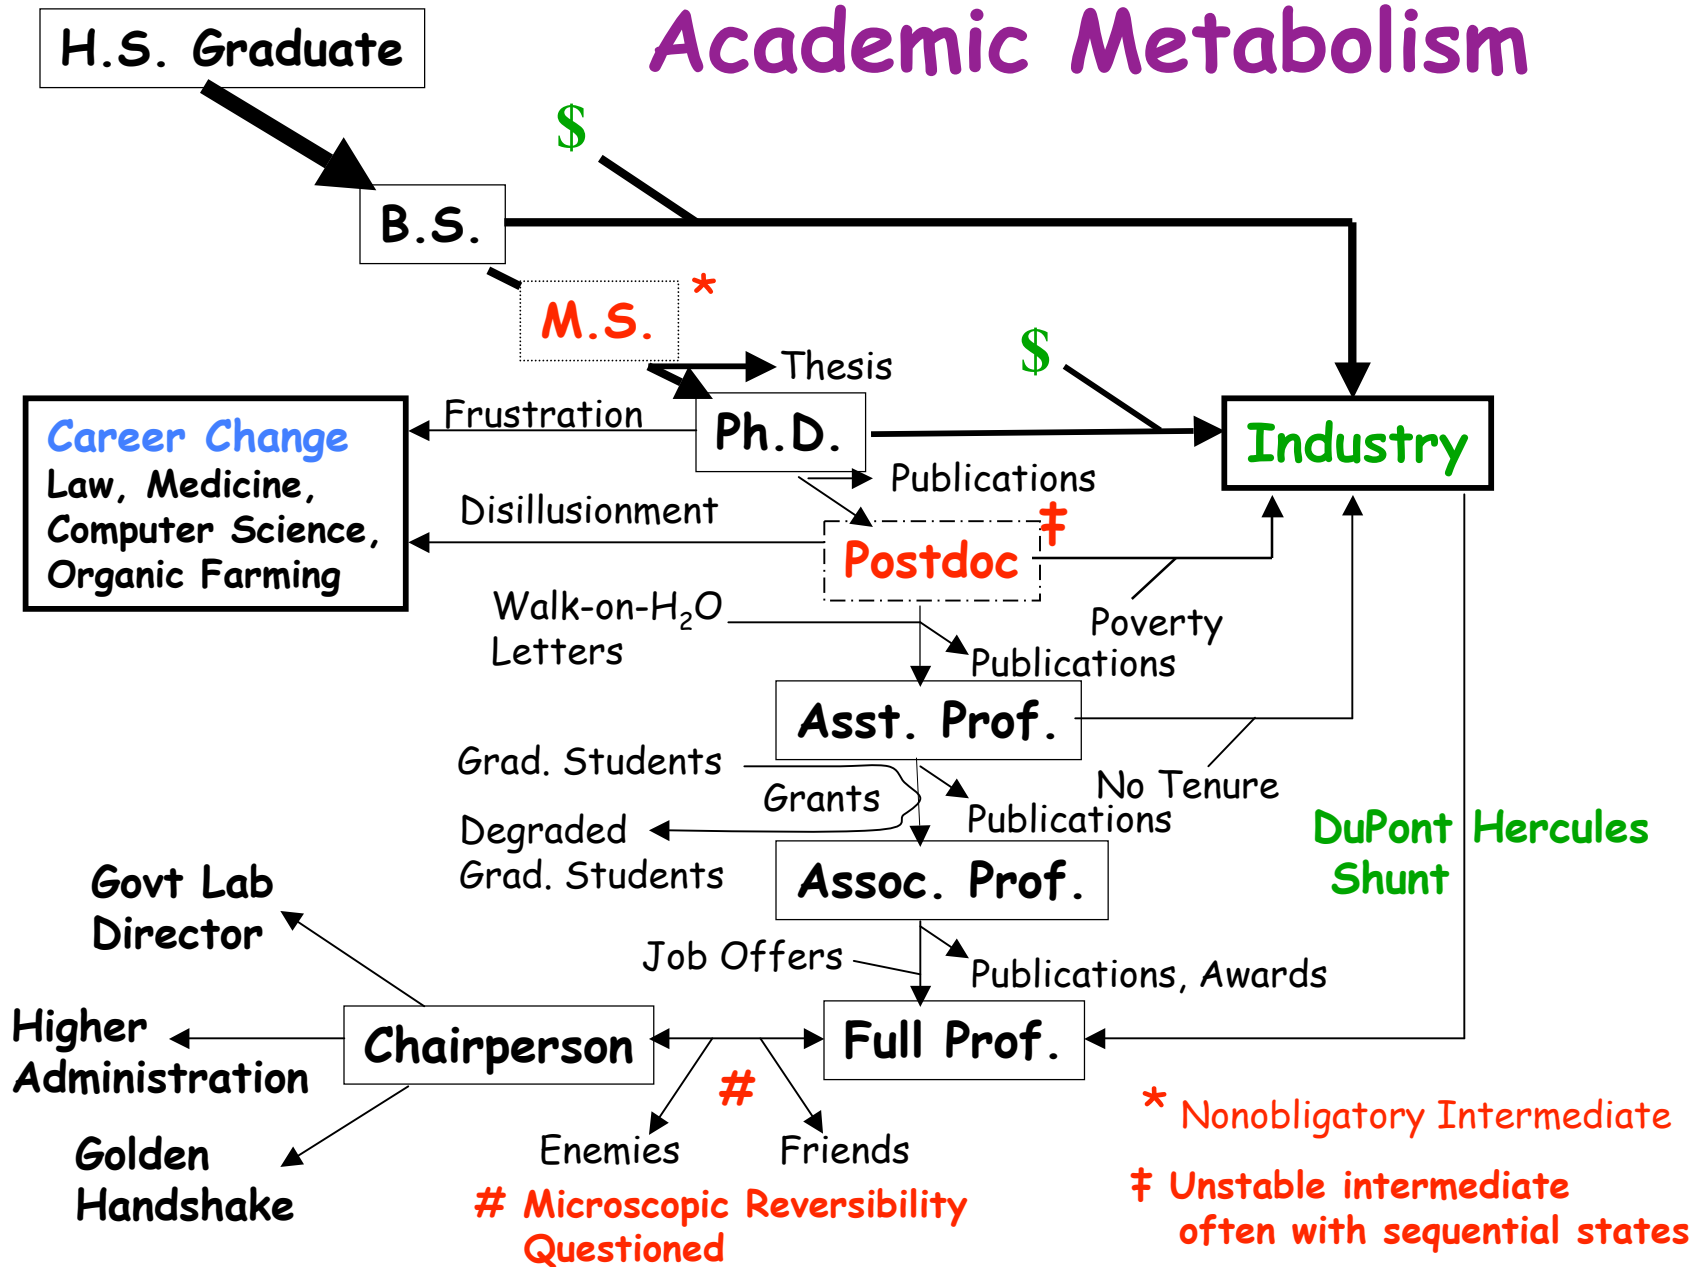 Academic Metabolism
H.S. Graduate
$
B.S.
M.S. *
Thesis
$
Frustration
Ph.D.
Industry
Career Change
Law, Medicine,
Computer Science,
Organic Farming
Publications
Disillusionment
Postdoc ‡
Walk-on-H₂O
Letters
Poverty
Publications
Asst. Prof.
Grad. Students
No Tenure
Grants
Publications
Degraded
Grad. Students
DuPont Hercules
Shunt
Assoc. Prof.
Govt Lab
Director
Job Offers
Publications, Awards
Higher
Administration
Chairperson
Full Prof.
#
Enemies
Friends
Golden
Handshake
# Microscopic Reversibility
Questioned
* Nonobligatory Intermediate
‡ Unstable intermediate
often with sequential states